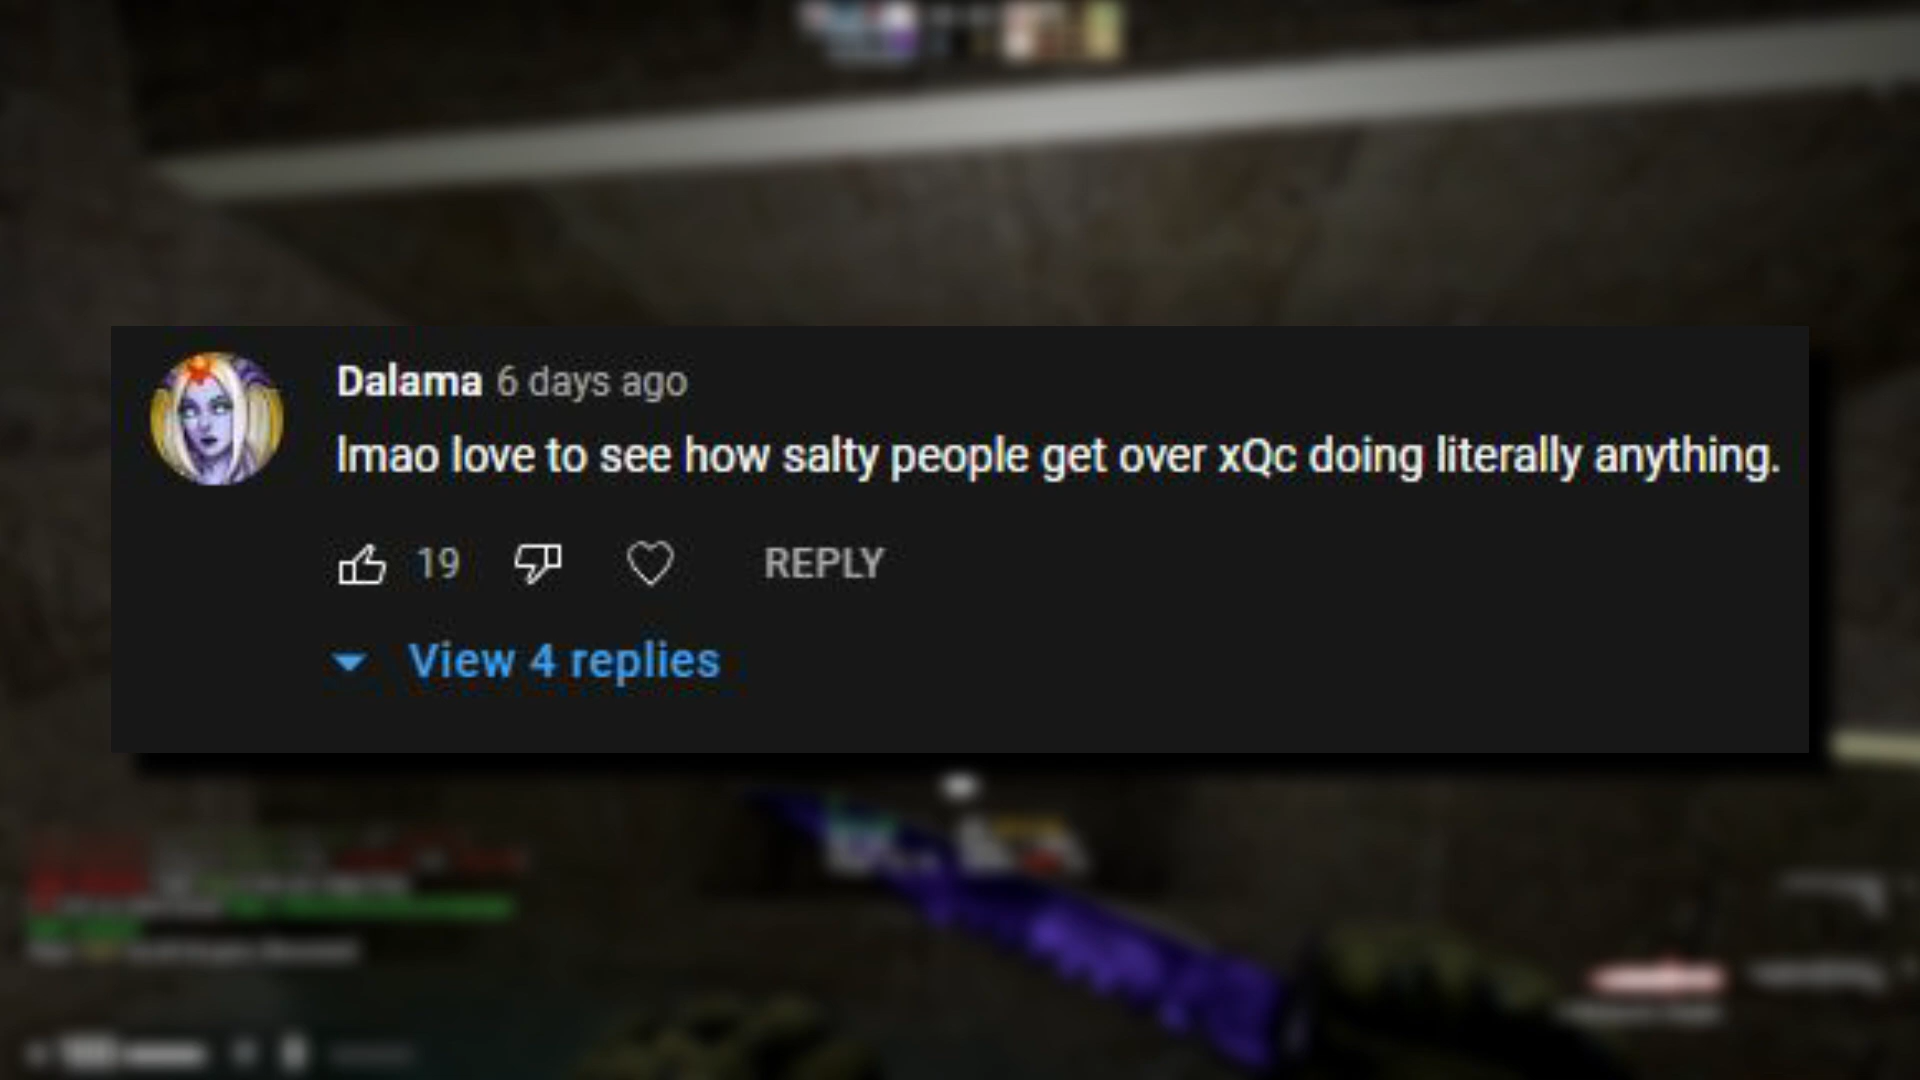 Dalama 6 days ago
lmao love to see how salty people get over xQc doing literally anything.
19 REPLY
View 4 replies